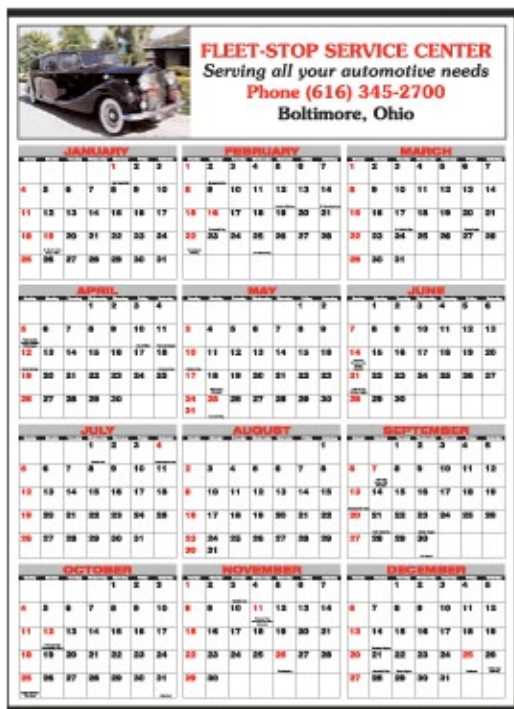 FLEET-STOP SERVICE CENTER
Serving all your automotive needs
Phone (616) 345-2700
Boltimore, Ohio
JANUARY
1 2 3
4 5 6 7 8 9 10
11 12 13 14 15 16 17
18 19 20 21 22 23 24
25 26 27 28 29 30 31
FEBRUARY
1 2 3 4 5 6 7
8 9 10 11 12 13 14
15 16 17 18 19 20 21
22 23 24 25 26 27 28
MARCH
1 2 3 4 5 6 7
8 9 10 11 12 13 14
15 16 17 18 19 20 21
22 23 24 25 26 27 28
29 30 31
APRIL
1 2 3 4
5 6 7 8 9 10 11
12 13 14 15 16 17 18
19 20 21 22 23 24 25
26 27 28 29 30
MAY
1 2
3 4 5 6 7 8 9
10 11 12 13 14 15 16
17 18 19 20 21 22 23
24 25 26 27 28 29 30
31
JUNE
1 2 3 4 5 6
7 8 9 10 11 12 13
14 15 16 17 18 19 20
21 22 23 24 25 26 27
28 29 30
JULY
1 2 3 4
5 6 7 8 9 10 11
12 13 14 15 16 17 18
19 20 21 22 23 24 25
26 27 28 29 30 31
AUGUST
1
2 3 4 5 6 7 8
9 10 11 12 13 14 15
16 17 18 19 20 21 22
23 24 25 26 27 28 29
30 31
SEPTEMBER
1 2 3 4 5
6 7 8 9 10 11 12
13 14 15 16 17 18 19
20 21 22 23 24 25 26
27 28 29 30
OCTOBER
1 2 3
4 5 6 7 8 9 10
11 12 13 14 15 16 17
18 19 20 21 22 23 24
25 26 27 28 29 30 31
NOVEMBER
1 2 3 4 5 6 7
8 9 10 11 12 13 14
15 16 17 18 19 20 21
22 23 24 25 26 27 28
29 30
DECEMBER
1 2 3 4 5
6 7 8 9 10 11 12
13 14 15 16 17 18 19
20 21 22 23 24 25 26
27 28 29 30 31